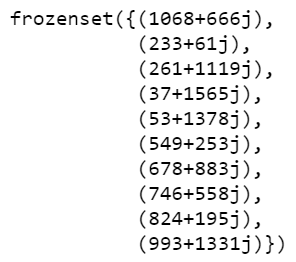 frozenset({(1068+666j),
(233+61j),
(261+1119j),
(37+1565j),
(53+1378j),
(549+253j),
(678+883j),
(746+558j),
(824+195j),
(993+1331j)})